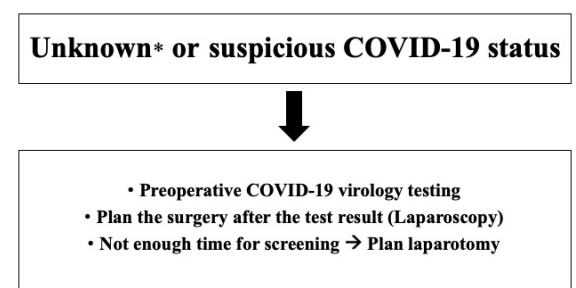 Unknown* or suspicious COVID-19 status
• Preoperative COVID-19 virology testing
• Plan the surgery after the test result (Laparoscopy)
• Not enough time for screening → Plan laparotomy